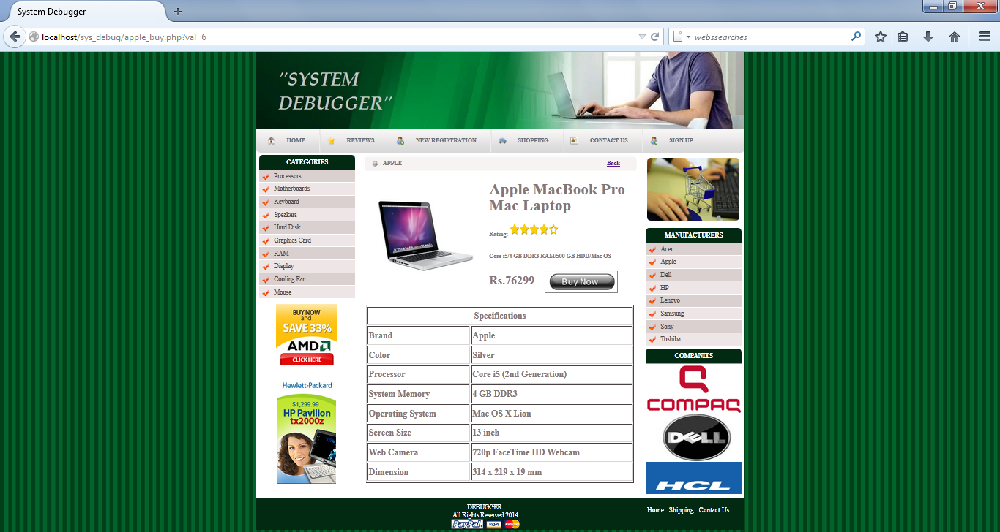 System Debugger
localhost/sys_debug/apple_buy.php?val=6
webssearches
"SYSTEM
DEBUGGER"
HOME
REVIEWS
NEW REGISTRATION
SHOPPING
CONTACT US
SIGN UP
CATEGORIES
Processors
Motherboards
Keyboard
Speakers
Hard Disk
Graphics Card
RAM
Display
Cooling Fan
Mouse
BUY NOW
and
SAVE 33%
AMD
CLICK HERE
Hewlett-Packard
$1,299.99
HP Pavilion
tx2000z
APPLE
Back
Apple MacBook Pro
Mac Laptop
Rating:
Core i5/4 GB DDR3 RAM/500 GB HDD/Mac OS
Rs.76299
Buy Now
Specifications
Brand Apple
Color Silver
Processor Core i5 (2nd Generation)
System Memory 4 GB DDR3
Operating System Mac OS X Lion
Screen Size 13 inch
Web Camera 720p FaceTime HD Webcam
Dimension 314 x 219 x 19 mm
MANUFACTURERS
Acer
Apple
Dell
HP
Lenovo
Samsung
Sony
Toshiba
COMPANIES
COMPAQ
DELL
HCL
DEBUGGER.
All Rights Reserved 2014
PayPal VISA MasterCard
Home Shipping Contact Us